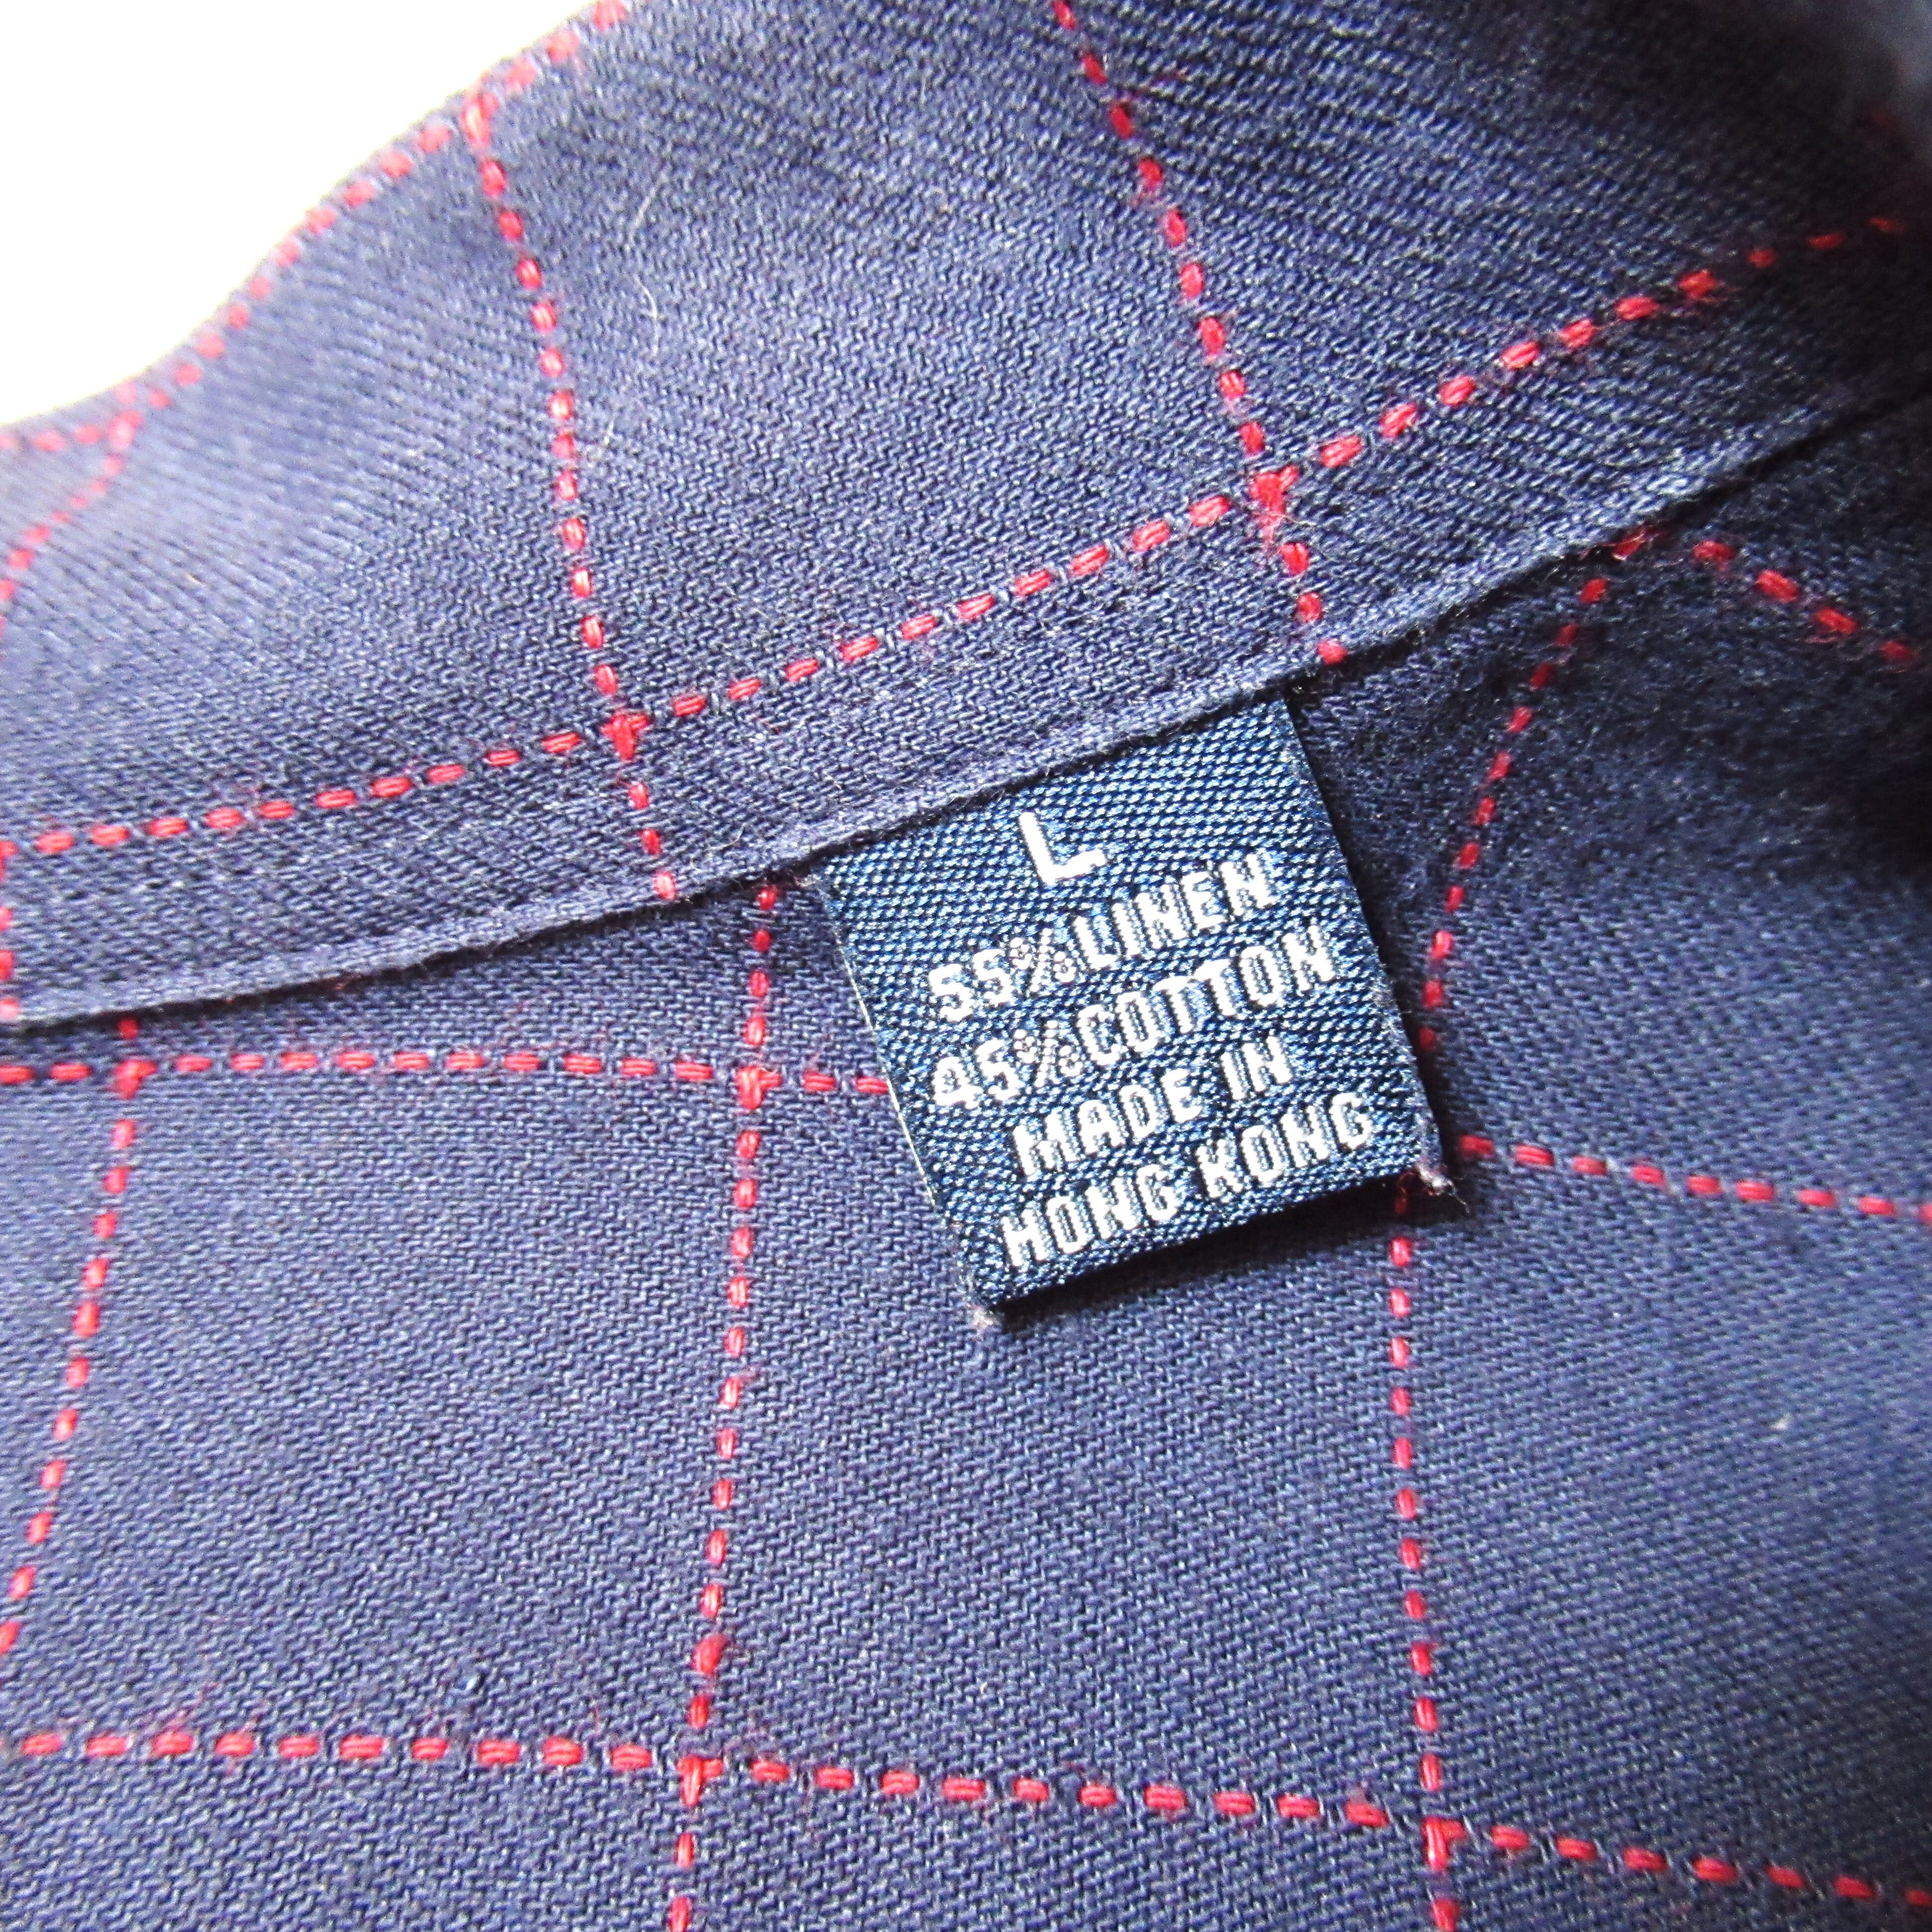 L
55%LINEN
45%COTTON
MADE IN
HONG KONG